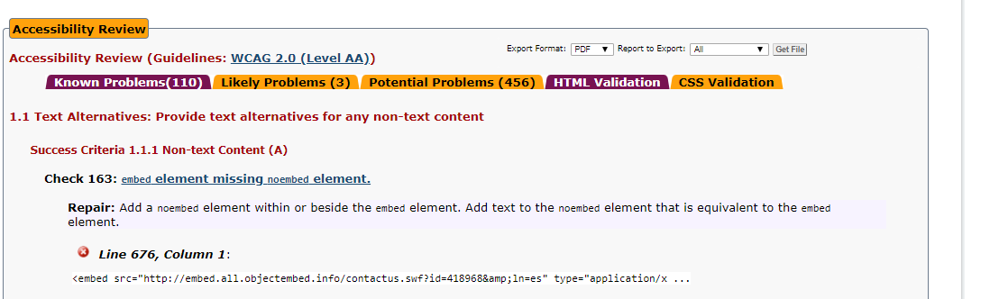 Accessibility Review
Export Format: PDF Report to Export: All Get File
Accessibility Review (Guidelines: WCAG 2.0 (Level AA))
Known Problems(110) Likely Problems (3) Potential Problems (456) HTML Validation CSS Validation
1.1 Text Alternatives: Provide text alternatives for any non-text content
Success Criteria 1.1.1 Non-text Content (A)
Check 163: embed element missing noembed element.
Repair: Add a noembed element within or beside the embed element. Add text to the noembed element that is equivalent to the embed
element.
Line 676, Column 1:
<embed src="http://embed.all.objectembed.info/contactus.swf?id=418968&amp;ln=es" type="application/x ...